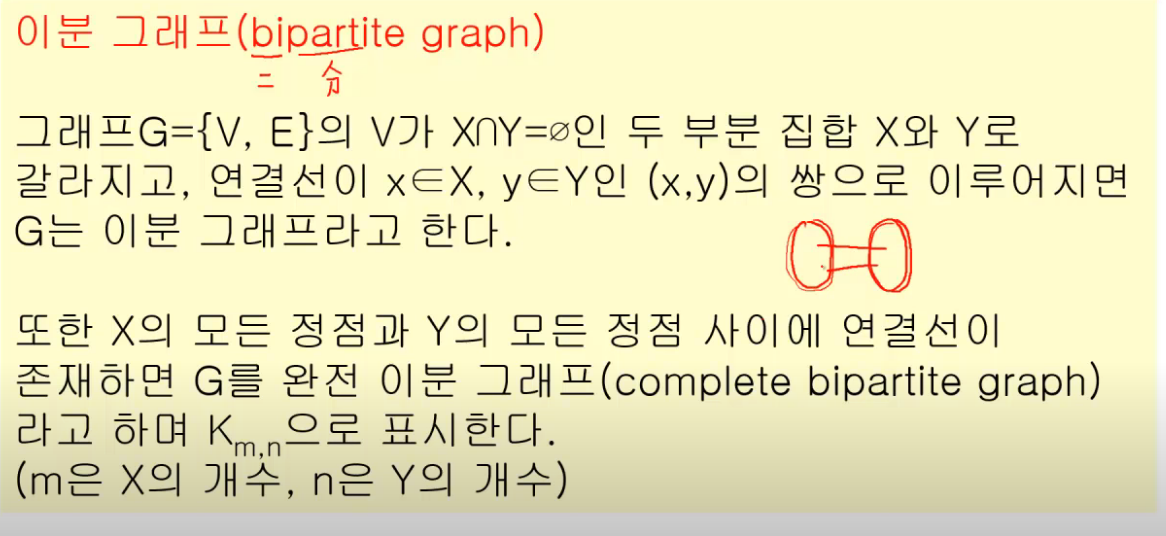 이분 그래프(bipartite graph)
二 分
그래프G={V, E}의 V가 X∩Y=∅인 두 부분 집합 X와 Y로
갈라지고, 연결선이 x∈X, y∈Y인 (x,y)의 쌍으로 이루어지면
G는 이분 그래프라고 한다.
또한 X의 모든 정점과 Y의 모든 정점 사이에 연결선이
존재하면 G를 완전 이분 그래프(complete bipartite graph)
라고 하며 Km,n으로 표시한다.
(m은 X의 개수, n은 Y의 개수)